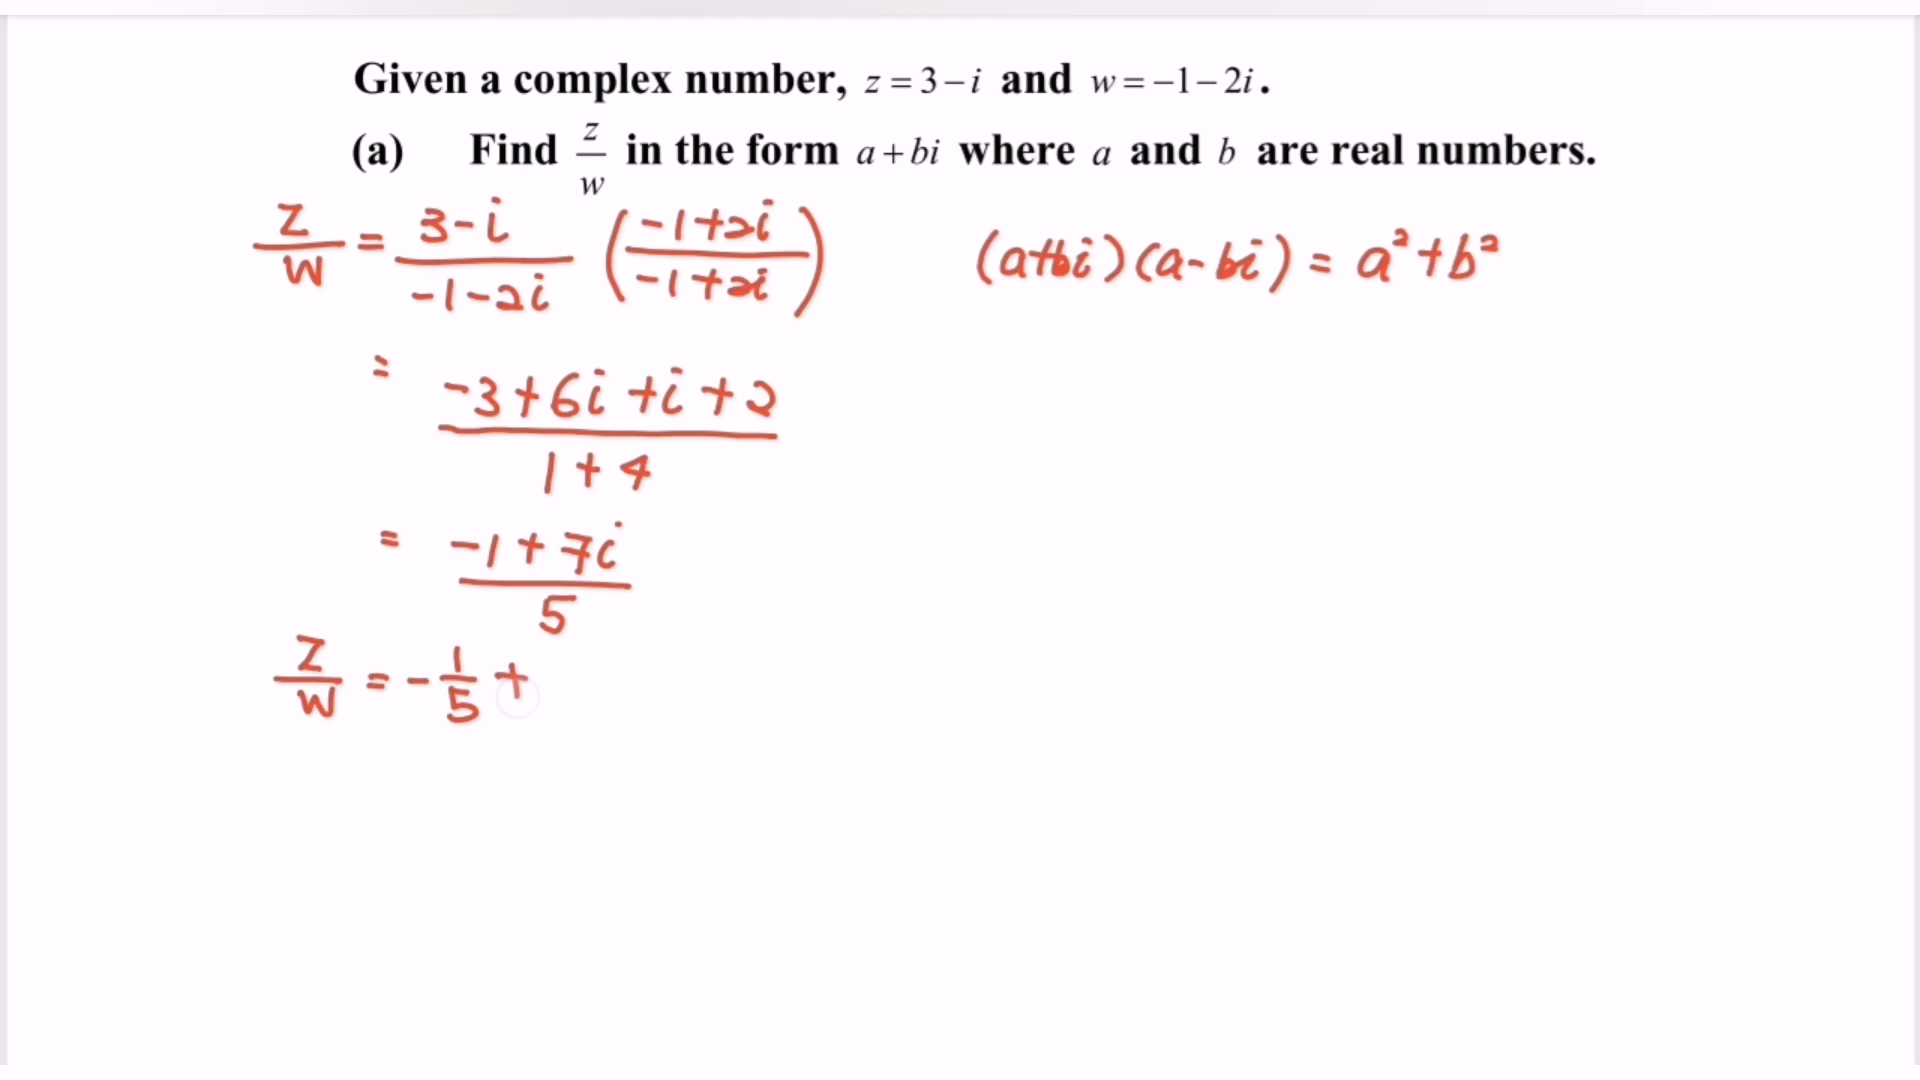 Given a complex number, z = 3 − i and w = −1 − 2i.
(a) Find z/w in the form a + bi where a and b are real numbers.
z/w = (3-i)/(-1-2i) ((-1+2i)/(-1+2i)) (a+bi)(a-bi) = a²+b²
= (-3+6i+i+2)/(1+4)
= (-1+7i)/5
z/w = -1/5 +